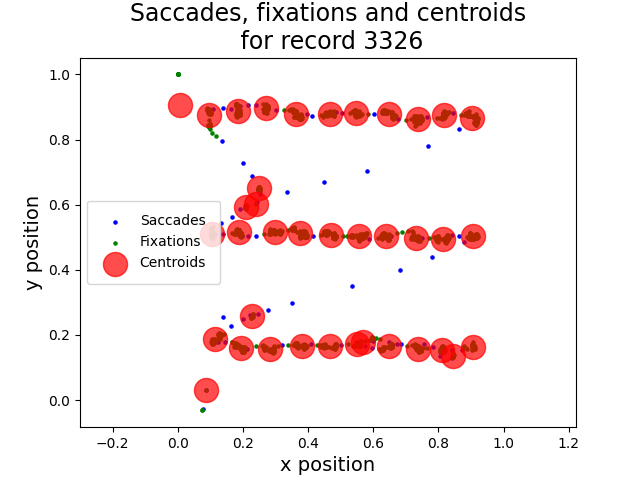 Saccades, fixations and centroids
for record 3326
1.0
0.8
0.6
0.4
0.2
0.0
y position
Saccades
Fixations
Centroids
−0.2
0.0
0.2
0.4
0.6
0.8
1.0
1.2
x position